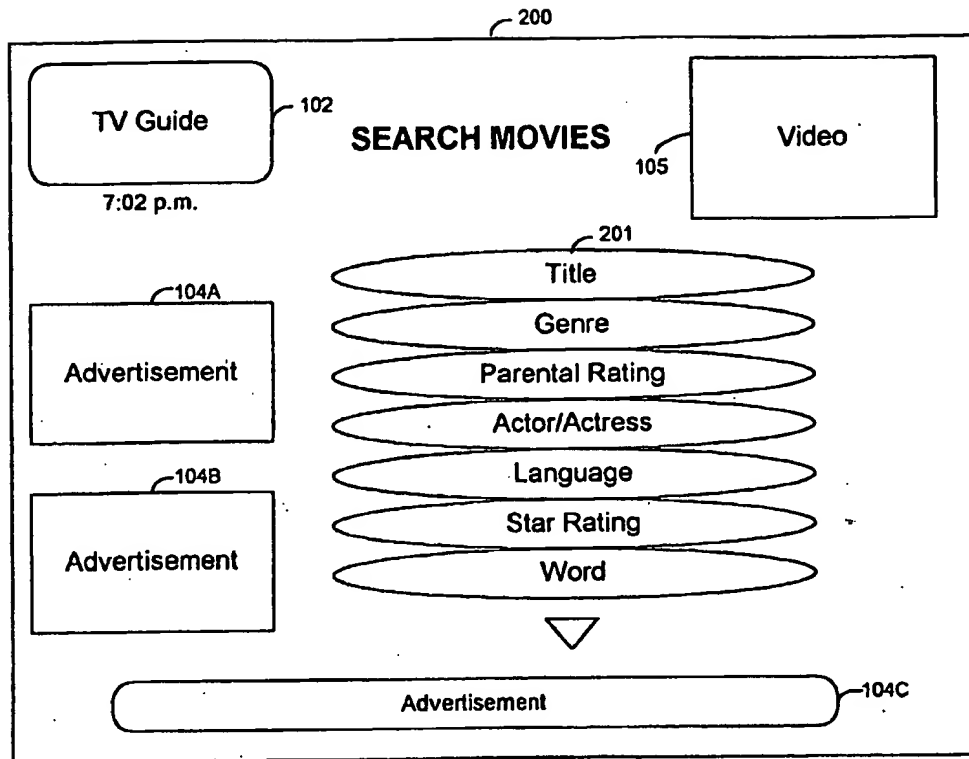 200
TV Guide
102
SEARCH MOVIES
105
Video
7:02 p.m.
201
Title
104A
Advertisement
Genre
Parental Rating
Actor/Actress
104B
Advertisement
Language
Star Rating
Word
Advertisement
104C